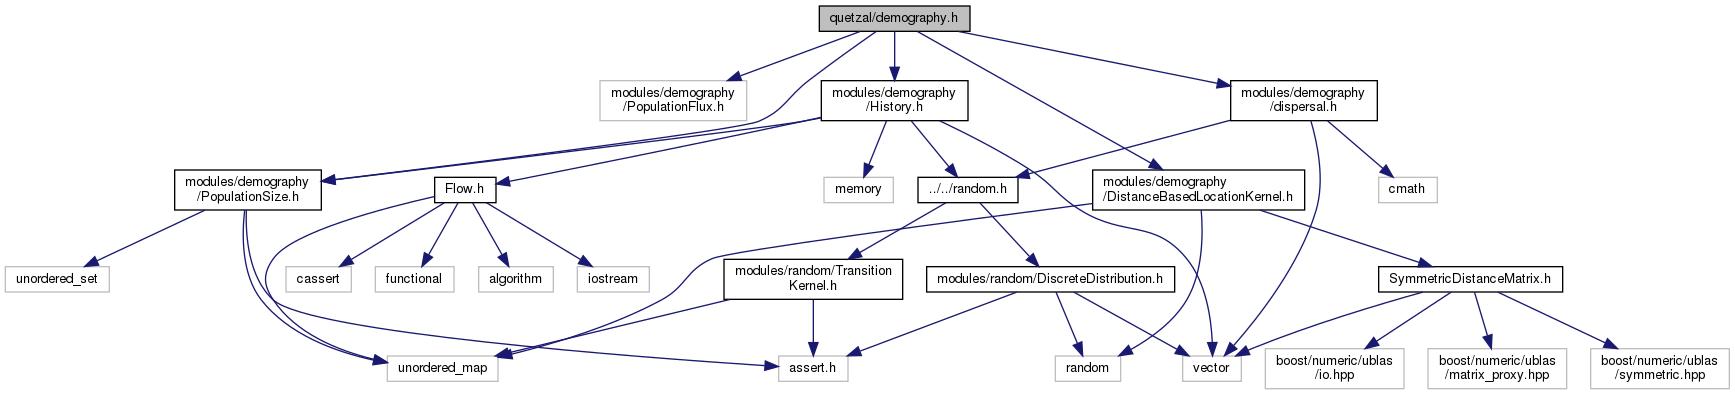 quetzal/demography.h
modules/demography
/PopulationFlux.h
modules/demography
/History.h
modules/demography
/dispersal.h
modules/demography
/PopulationSize.h
Flow.h
memory
../../random.h
modules/demography
/DistanceBasedLocationKernel.h
cmath
unordered_set
cassert
functional
algorithm
iostream
modules/random/Transition
Kernel.h
modules/random/DiscreteDistribution.h
SymmetricDistanceMatrix.h
unordered_map
assert.h
random
vector
boost/numeric/ublas
/io.hpp
boost/numeric/ublas
/matrix_proxy.hpp
boost/numeric/ublas
/symmetric.hpp